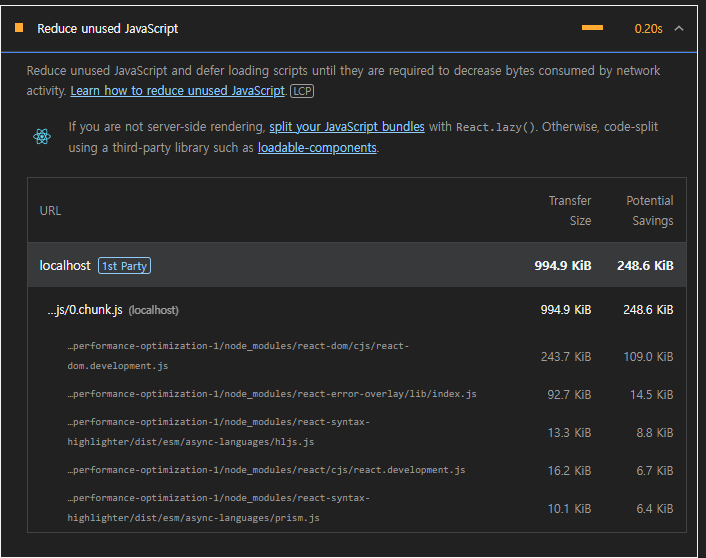 Reduce unused JavaScript 0.20s
Reduce unused JavaScript and defer loading scripts until they are required to decrease bytes consumed by network
activity. Learn how to reduce unused JavaScript. LCP
If you are not server-side rendering, split your JavaScript bundles with React.lazy(). Otherwise, code-split
using a third-party library such as loadable-components.
URL
Transfer
Size
Potential
Savings
localhost 1st Party 994.9 KiB 248.6 KiB
…js/0.chunk.js (localhost) 994.9 KiB 248.6 KiB
…performance-optimization-1/node_modules/react-dom/cjs/react-
dom.development.js
243.7 KiB 109.0 KiB
…performance-optimization-1/node_modules/react-error-overlay/lib/index.js 92.7 KiB 14.5 KiB
…performance-optimization-1/node_modules/react-syntax-
highlighter/dist/esm/async-languages/hljs.js
13.3 KiB 8.8 KiB
…performance-optimization-1/node_modules/react/cjs/react.development.js 16.2 KiB 6.7 KiB
…performance-optimization-1/node_modules/react-syntax-
highlighter/dist/esm/async-languages/prism.js
10.1 KiB 6.4 KiB